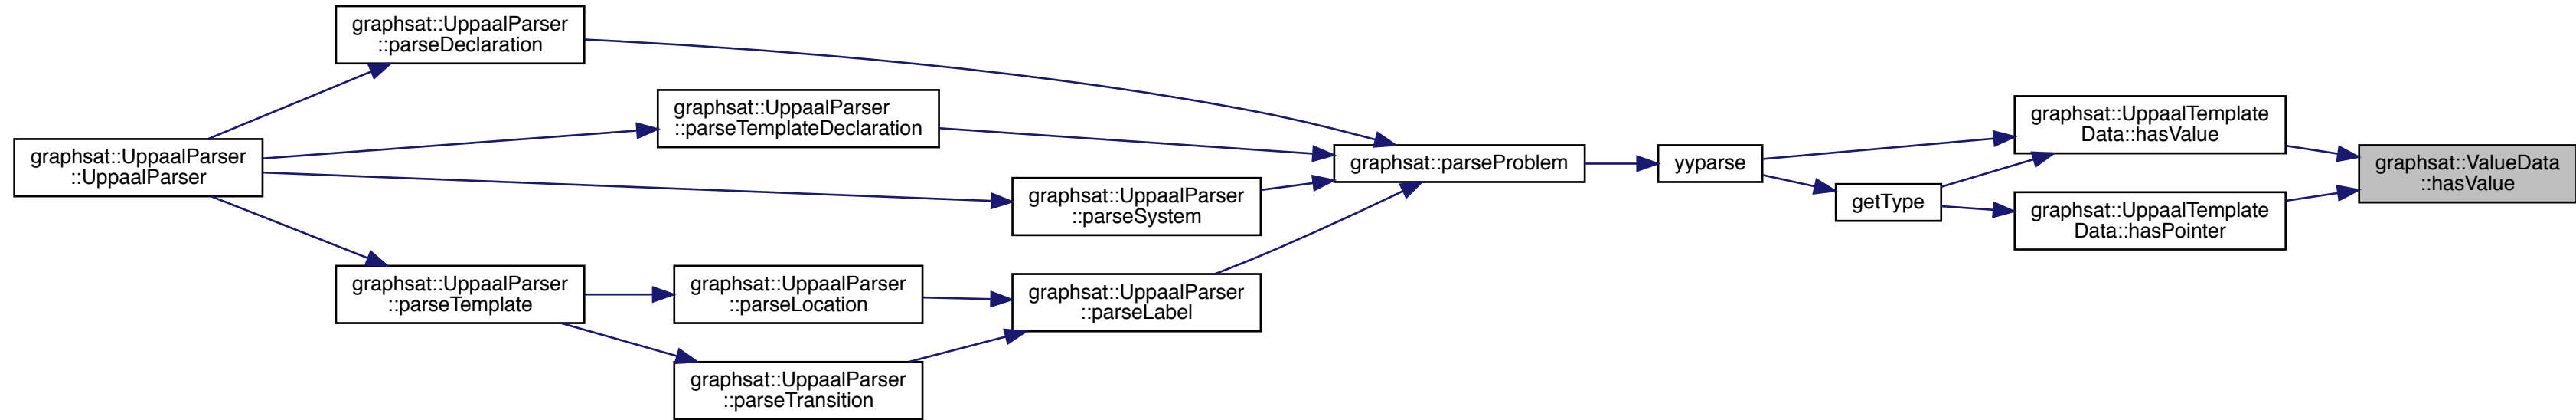 graphsat::UppaalParser
::parseDeclaration
graphsat::UppaalParser
::parseTemplateDeclaration
graphsat::UppaalParser
::UppaalParser
graphsat::UppaalParser
::parseSystem
graphsat::UppaalParser
::parseTemplate
graphsat::UppaalParser
::parseLocation
graphsat::UppaalParser
::parseTransition
graphsat::UppaalParser
::parseLabel
graphsat::parseProblem
yyparse
getType
graphsat::UppaalTemplate
Data::hasValue
graphsat::UppaalTemplate
Data::hasPointer
graphsat::ValueData
::hasValue